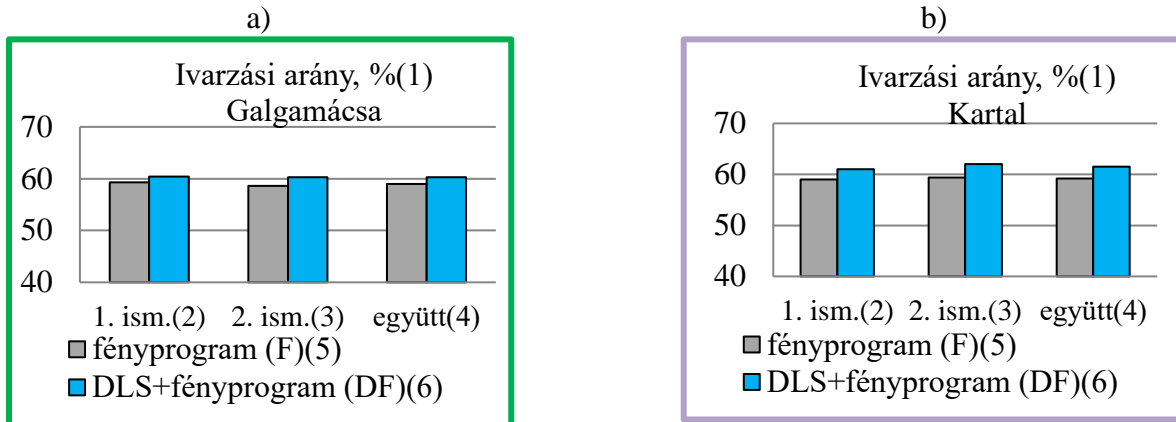 a)
Ivarzási arány, %(1)
Galgamácsa
70
60
50
40
1. ism.(2) 2. ism.(3) együtt(4)
fényprogram (F)(5)
DLS+fényprogram (DF)(6)
b)
Ivarzási arány, %(1)
Kartal
70
60
50
40
1. ism.(2) 2. ism.(3) együtt(4)
fényprogram (F)(5)
DLS+fényprogram (DF)(6)